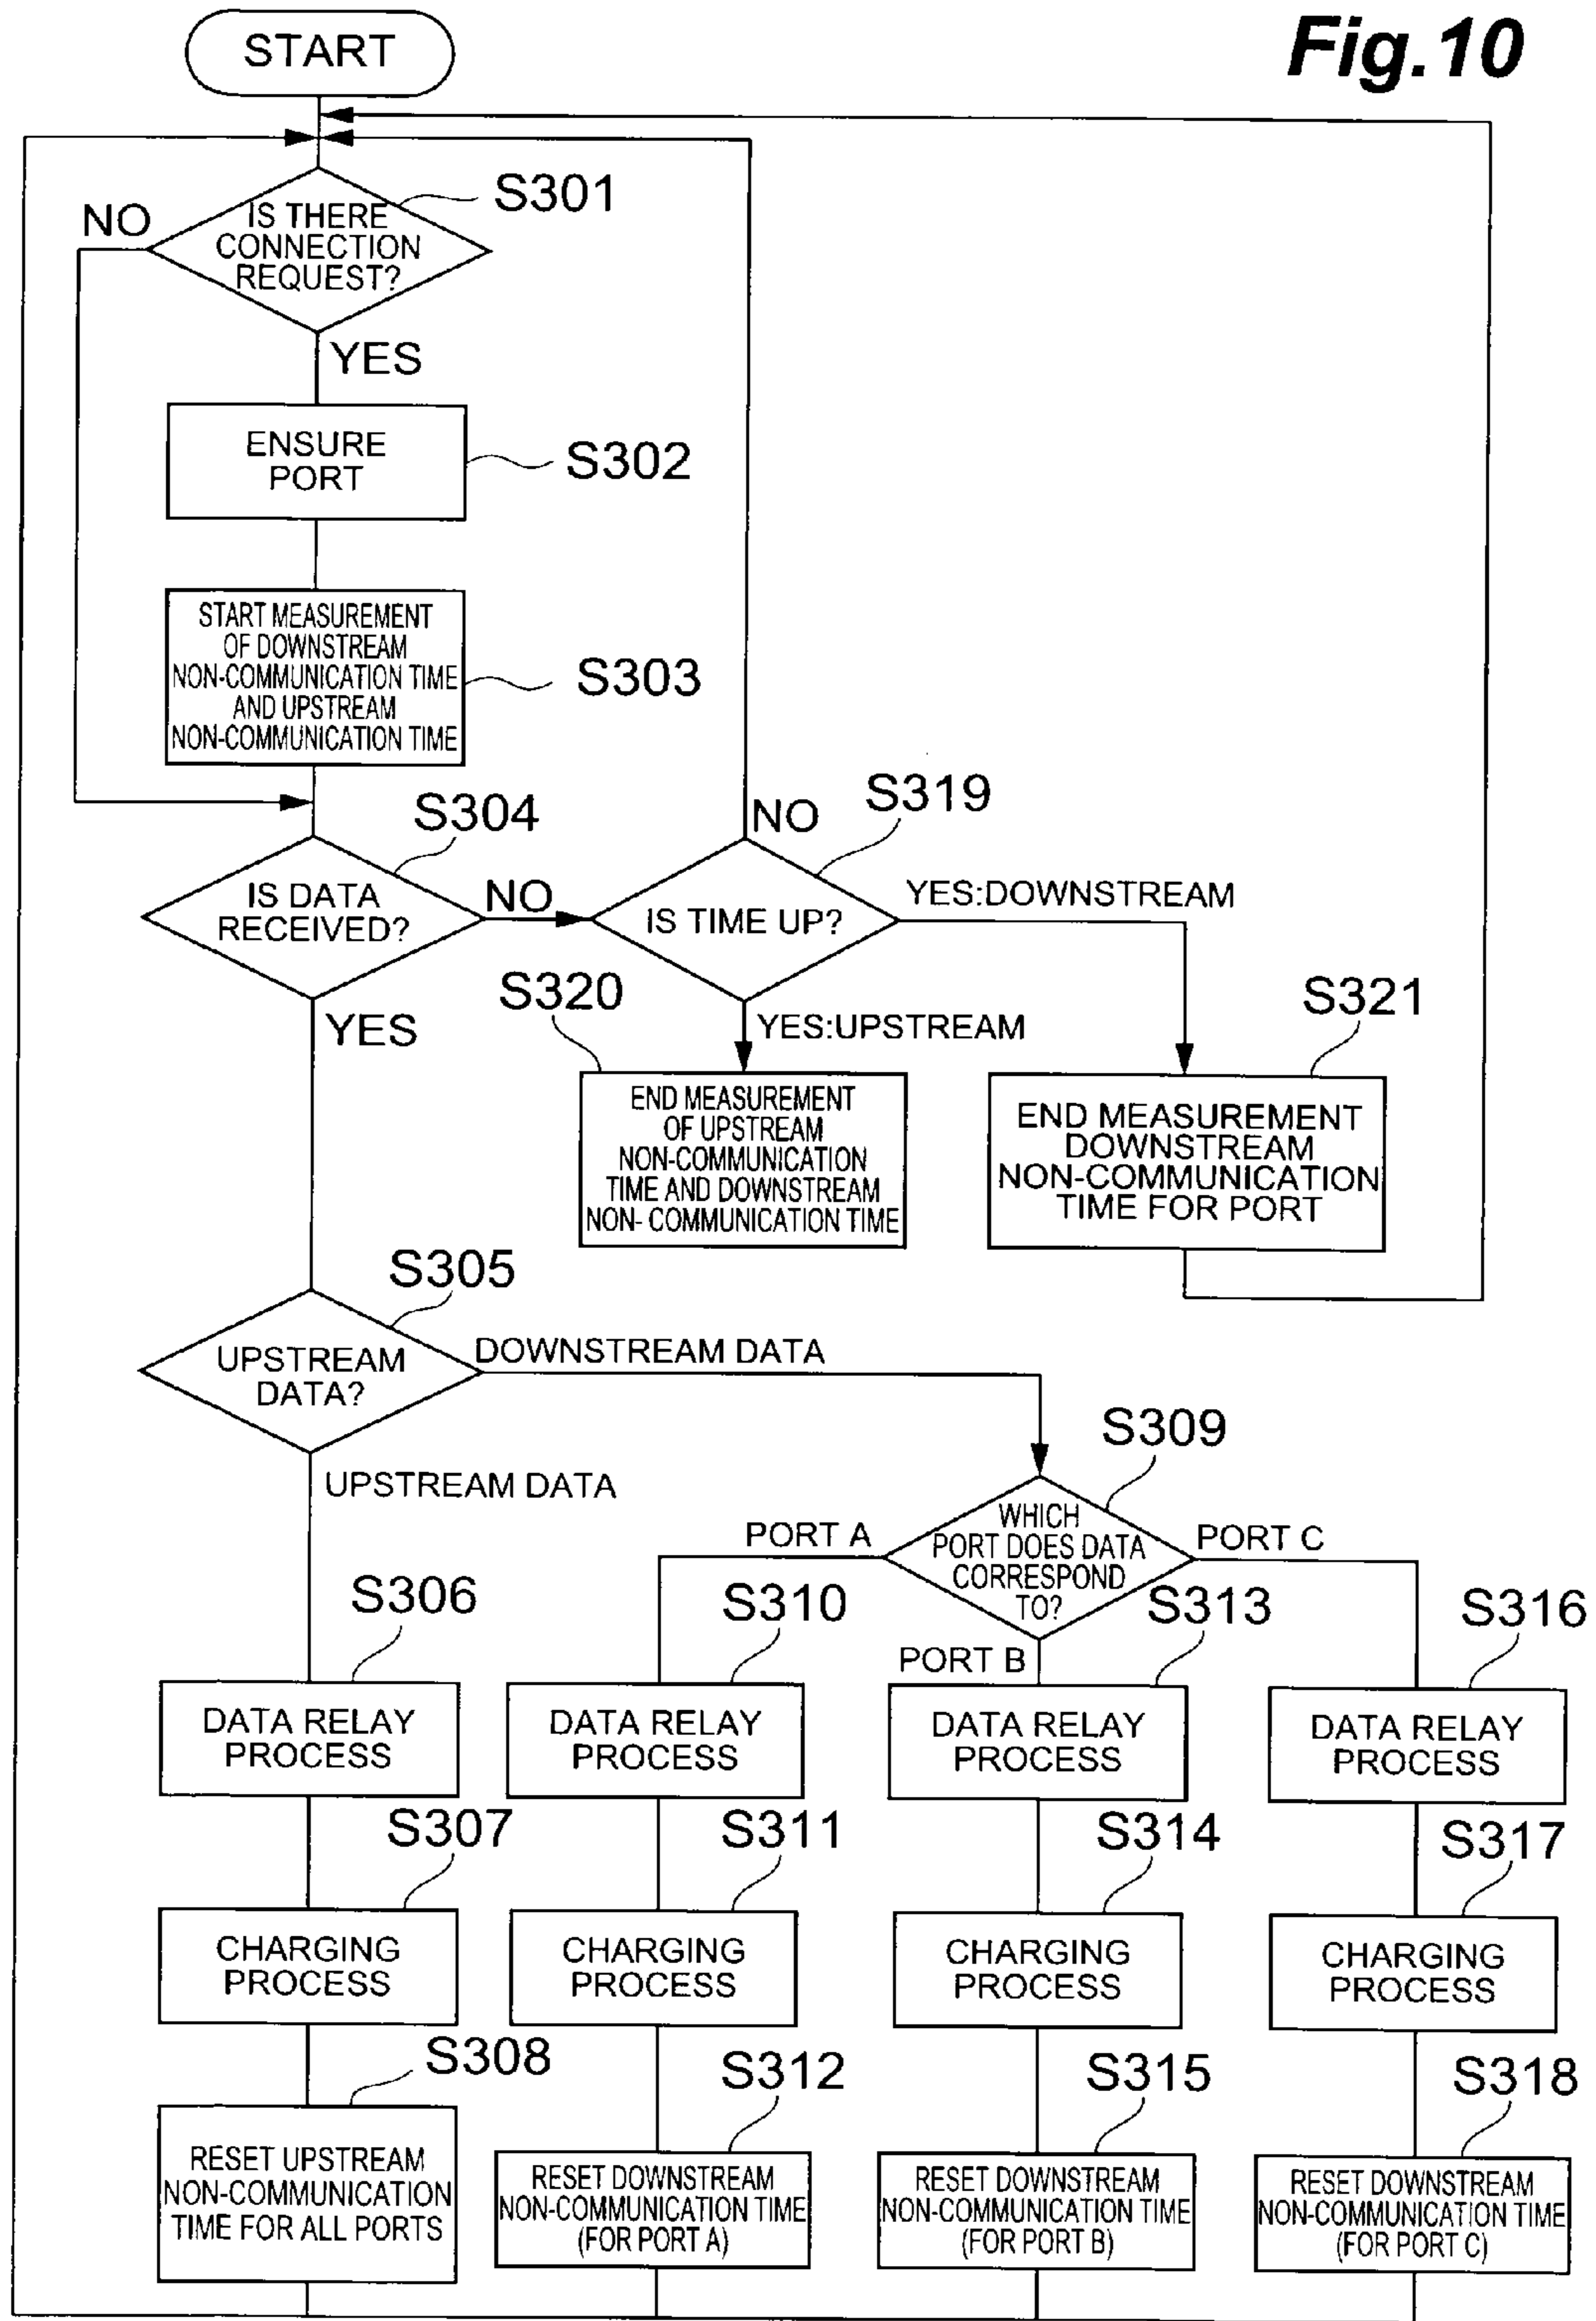 Fig.10
START
S301
NO
IS THERE
CONNECTION
REQUEST?
YES
ENSURE
PORT
S302
START MEASUREMENT
OF DOWNSTREAM
NON-COMMUNICATION TIME
AND UPSTREAM
NON-COMMUNICATION TIME
S303
S304
IS DATA
RECEIVED?
NO
YES
S319
NO
IS TIME UP?
YES:DOWNSTREAM
YES:UPSTREAM
S320
END MEASUREMENT
OF UPSTREAM
NON-COMMUNICATION
TIME AND DOWNSTREAM
NON- COMMUNICATION TIME
S321
END MEASUREMENT
DOWNSTREAM
NON-COMMUNICATION
TIME FOR PORT
S305
UPSTREAM
DATA?
DOWNSTREAM DATA
UPSTREAM DATA
S309
WHICH
PORT DOES DATA
CORRESPOND
TO?
PORT A
PORT B
PORT C
S306
DATA RELAY
PROCESS
S310
DATA RELAY
PROCESS
S313
DATA RELAY
PROCESS
S316
DATA RELAY
PROCESS
S307
CHARGING
PROCESS
S311
CHARGING
PROCESS
S314
CHARGING
PROCESS
S317
CHARGING
PROCESS
S308
RESET UPSTREAM
NON-COMMUNICATION
TIME FOR ALL PORTS
S312
RESET DOWNSTREAM
NON-COMMUNICATION TIME
(FOR PORT A)
S315
RESET DOWNSTREAM
NON-COMMUNICATION TIME
(FOR PORT B)
S318
RESET DOWNSTREAM
NON-COMMUNICATION TIME
(FOR PORT C)